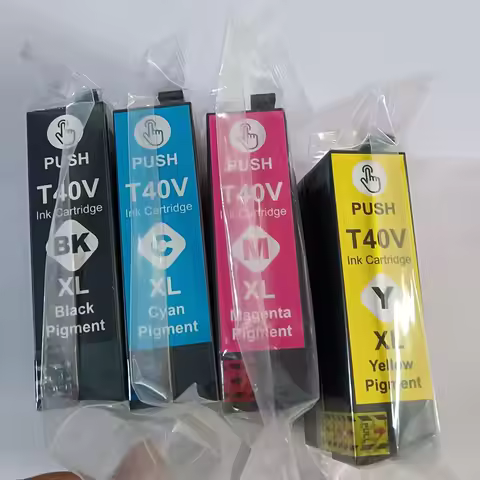 PUSH
T40V
Ink Cartridge
BK
XL
Black
Pigment
PUSH
T40V
Ink Cartridge
C
XL
Cyan
Pigment
PUSH
T40V
Ink Cartridge
M
XL
Magenta
Pigment
PUSH
T40V
Ink Cartridge
Y
XL
Yellow
Pigment
PULL